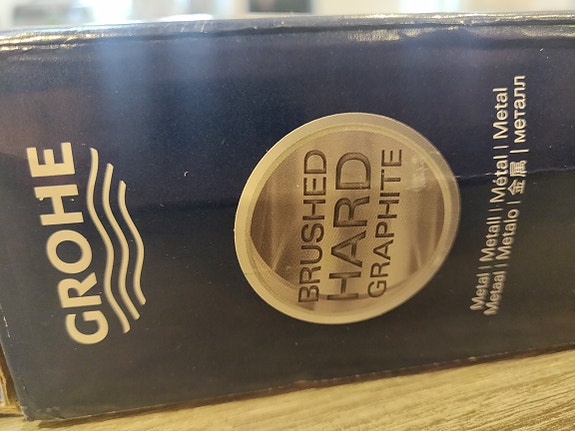 GROHE
BRUSHED
HARD
GRAPHITE
Metal | Metall | Métal | Metal
Metaal | Metalo | 金属 | металл